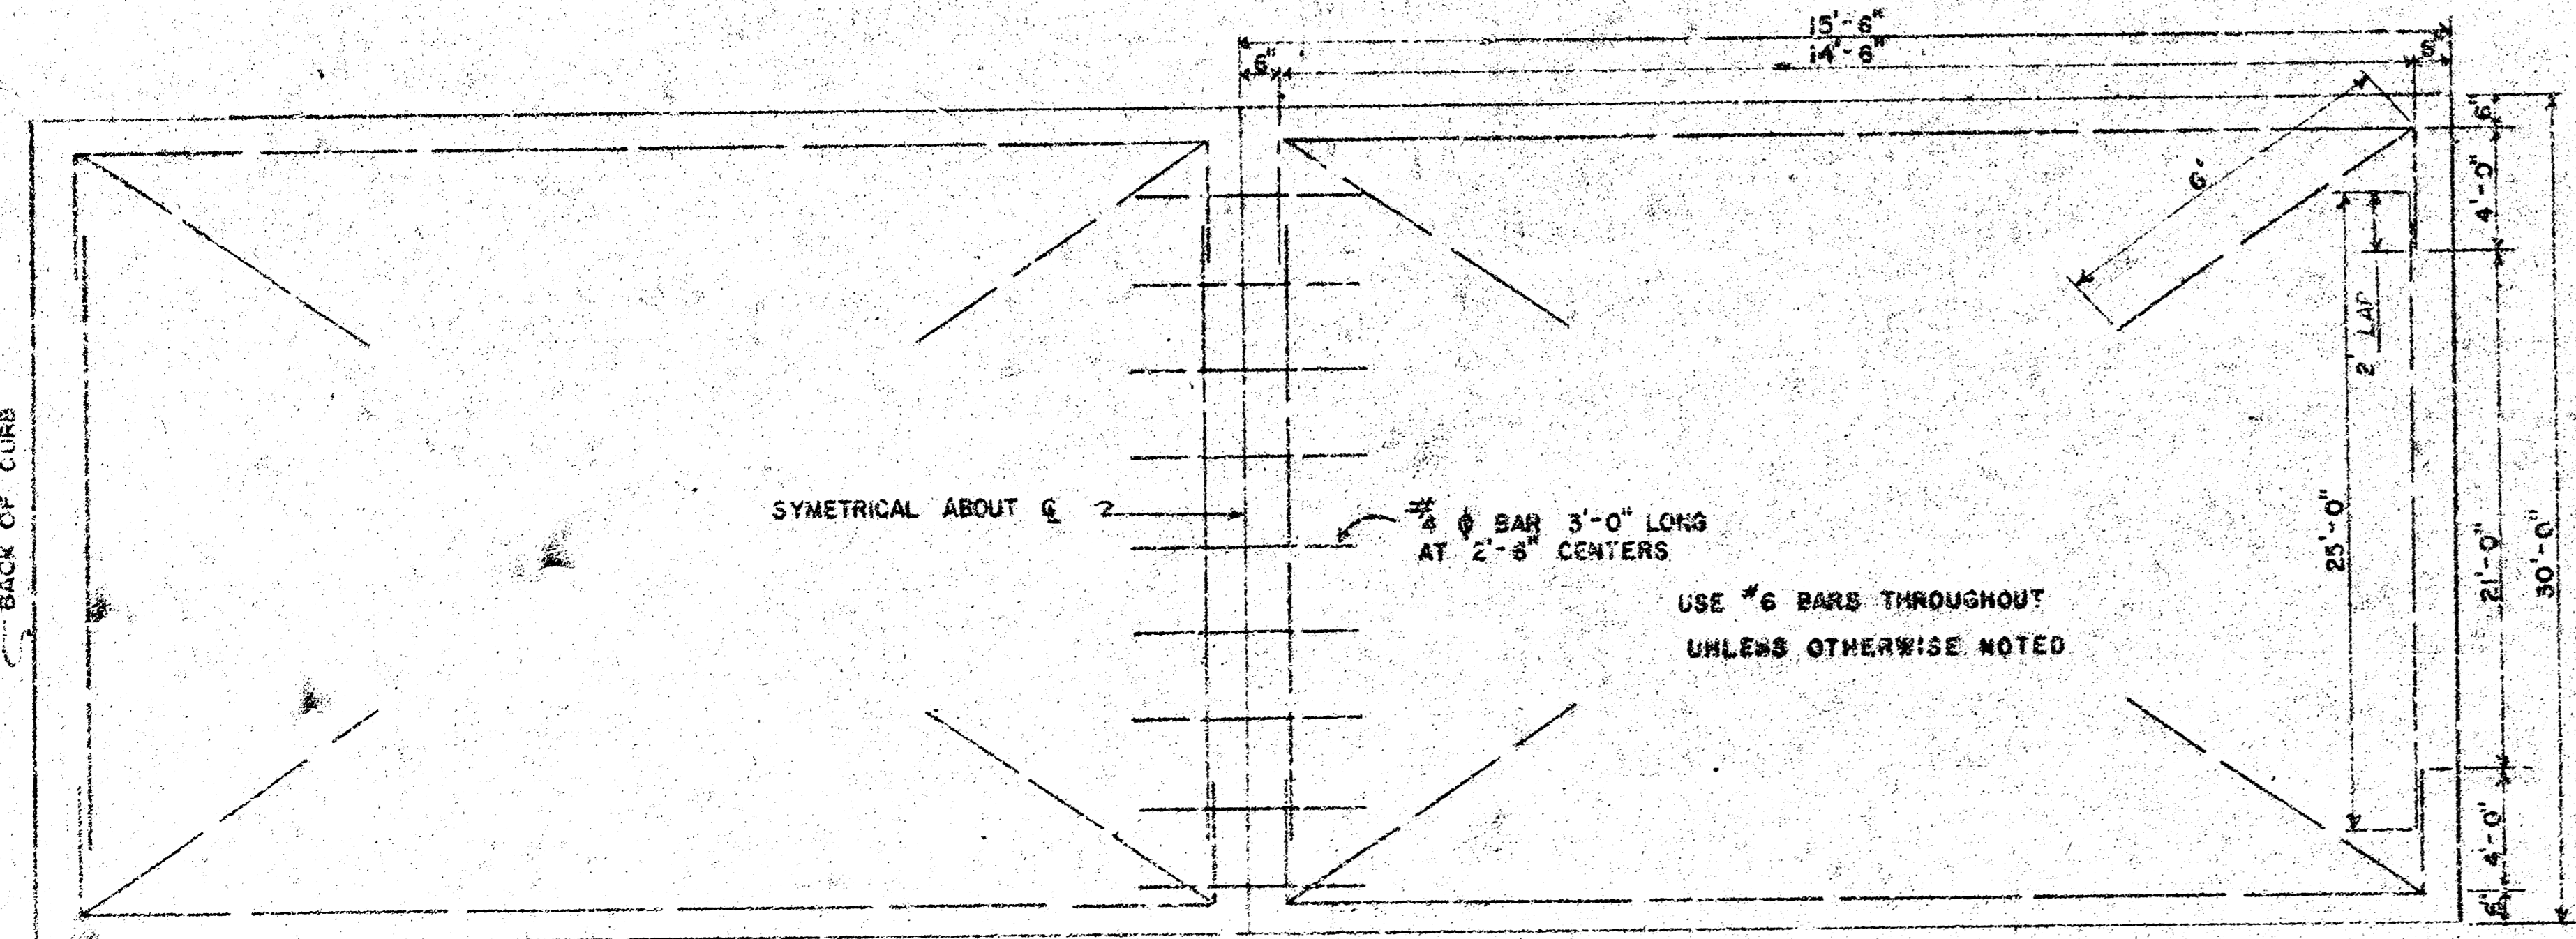 15'-6"
14'-6"
6"
6"
6"
4'-0"
6'
2' LAP
BACK OF CURB
SYMETRICAL ABOUT ℄
#4 ϕ BAR 3'-0" LONG
AT 2'-6" CENTERS
25'-0"
21'-0"
30'-0"
USE #6 BARS THROUGHOUT
UNLESS OTHERWISE NOTED
4'-0"
6"